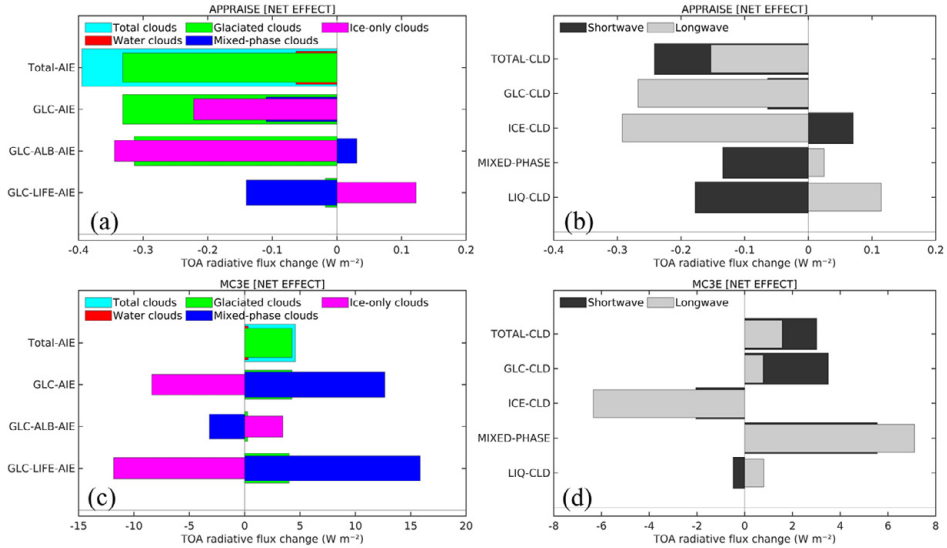 APPRAISE [NET EFFECT]
Total clouds Glaciated clouds Ice-only clouds
Water clouds Mixed-phase clouds
Total-AIE
GLC-AIE
GLC-ALB-AIE
GLC-LIFE-AIE
(a)
-0.4 -0.3 -0.2 -0.1 0 0.1 0.2
TOA radiative flux change (W m⁻²)
APPRAISE [NET EFFECT]
Shortwave Longwave
TOTAL-CLD
GLC-CLD
ICE-CLD
MIXED-PHASE
LIQ-CLD
(b)
-0.4 -0.3 -0.2 -0.1 0 0.1 0.2
TOA radiative flux change (W m⁻²)
MC3E [NET EFFECT]
Total clouds Glaciated clouds Ice-only clouds
Water clouds Mixed-phase clouds
Total-AIE
GLC-AIE
GLC-ALB-AIE
GLC-LIFE-AIE
(c)
-15 -10 -5 0 5 10 15 20
TOA radiative flux change (W m⁻²)
MC3E [NET EFFECT]
Shortwave Longwave
TOTAL-CLD
GLC-CLD
ICE-CLD
MIXED-PHASE
LIQ-CLD
(d)
-8 -6 -4 -2 0 2 4 6 8
TOA radiative flux change (W m⁻²)